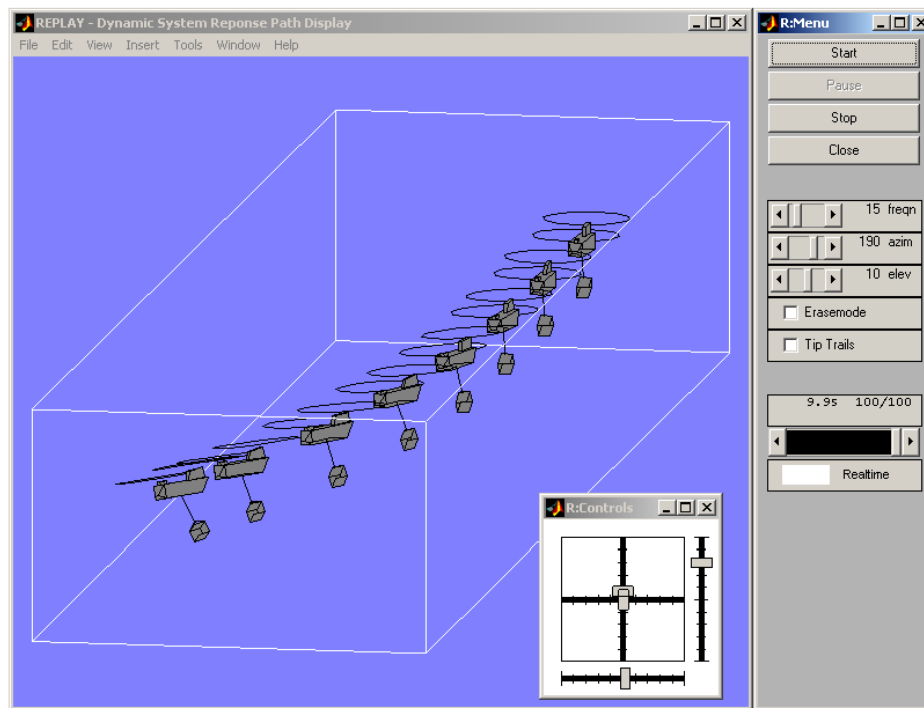 REPLAY - Dynamic System Reponse Path Display
File Edit View Insert Tools Window Help
R:Menu
Start
Pause
Stop
Close
15 freqn
190 azim
10 elev
Erasemode
Tip Trails
9.9s 100/100
Realtime
R:Controls